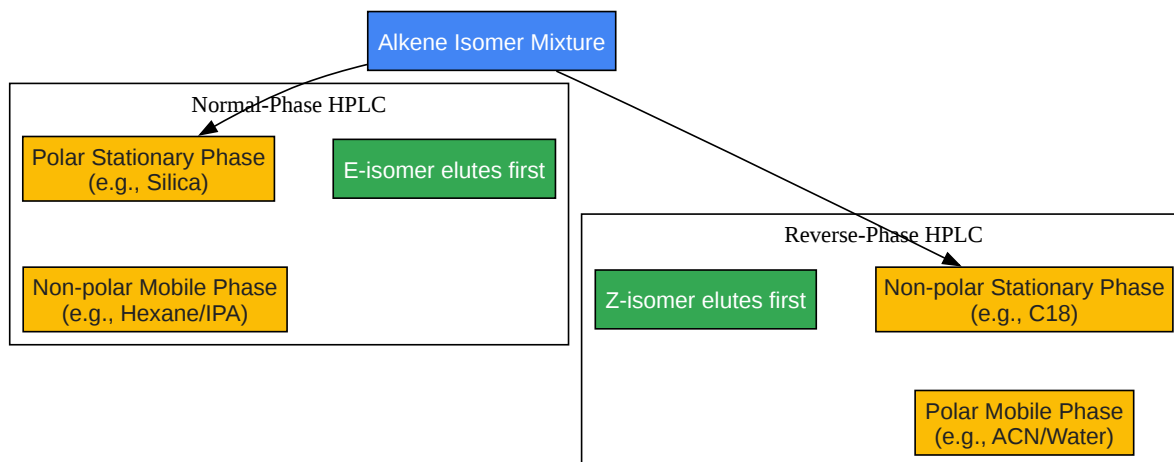 Alkene Isomer Mixture
Normal-Phase HPLC
Polar Stationary Phase
(e.g., Silica)
E-isomer elutes first
Non-polar Mobile Phase
(e.g., Hexane/IPA)
Reverse-Phase HPLC
Z-isomer elutes first
Non-polar Stationary Phase
(e.g., C18)
Polar Mobile Phase
(e.g., ACN/Water)